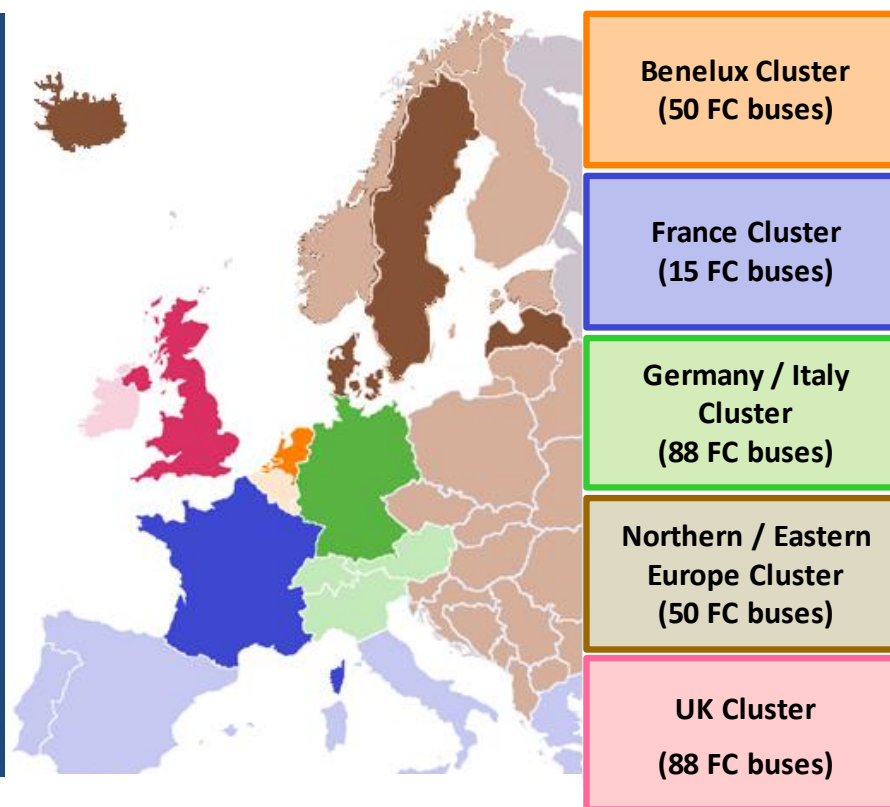 Benelux Cluster
(50 FC buses)
France Cluster
(15 FC buses)
Germany / Italy
Cluster
(88 FC buses)
Northern / Eastern
Europe Cluster
(50 FC buses)
UK Cluster
(88 FC buses)